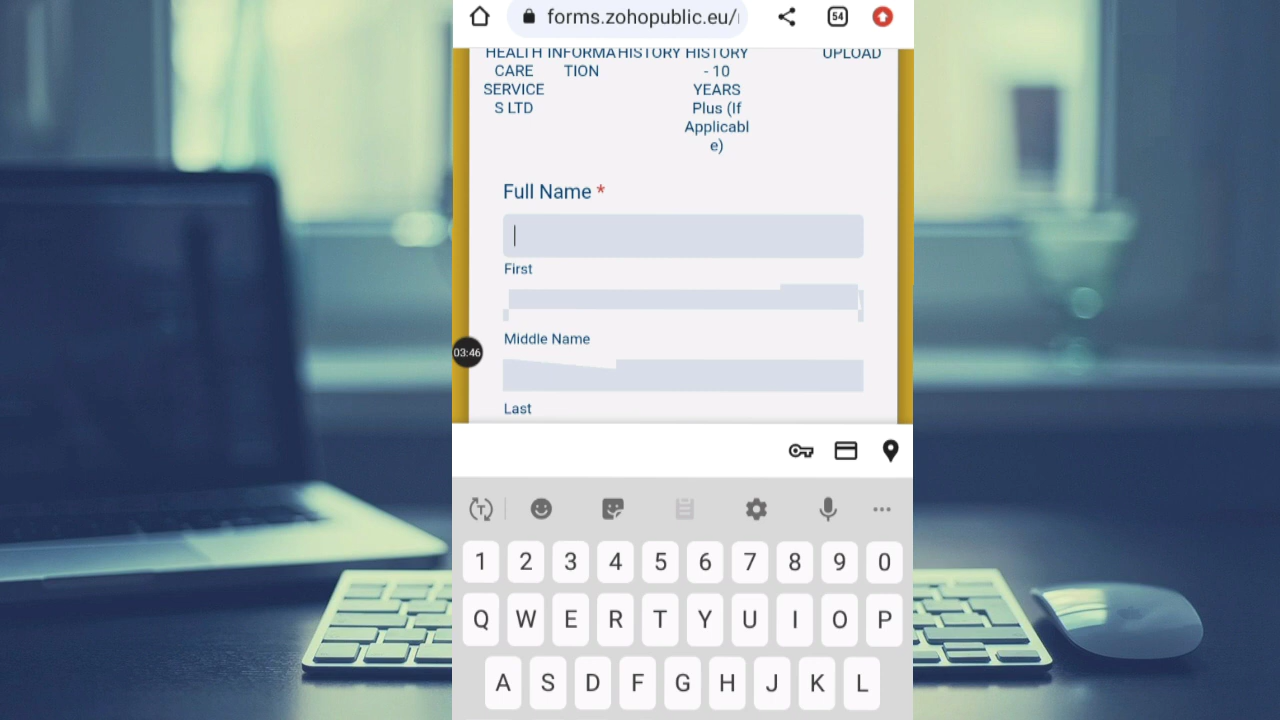 forms.zohopublic.eu/
54
HEALTH INFORMA HISTORY HISTORY UPLOAD
CARE TION - 10
SERVICE YEARS
S LTD Plus (If
Applicabl
e)
Full Name *
First
Middle Name
03:46
Last
T
1 2 3 4 5 6 7 8 9 0
Q W E R T Y U I O P
A S D F G H J K L